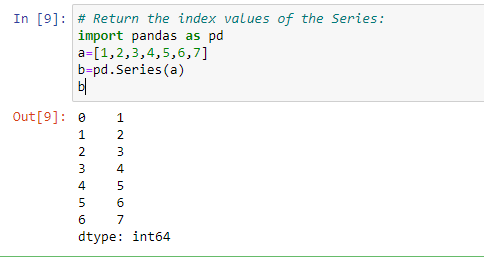 In [9]: # Return the index values of the Series:
import pandas as pd
a=[1,2,3,4,5,6,7]
b=pd.Series(a)
b
Out[9]: 0    1
1    2
2    3
3    4
4    5
5    6
6    7
dtype: int64